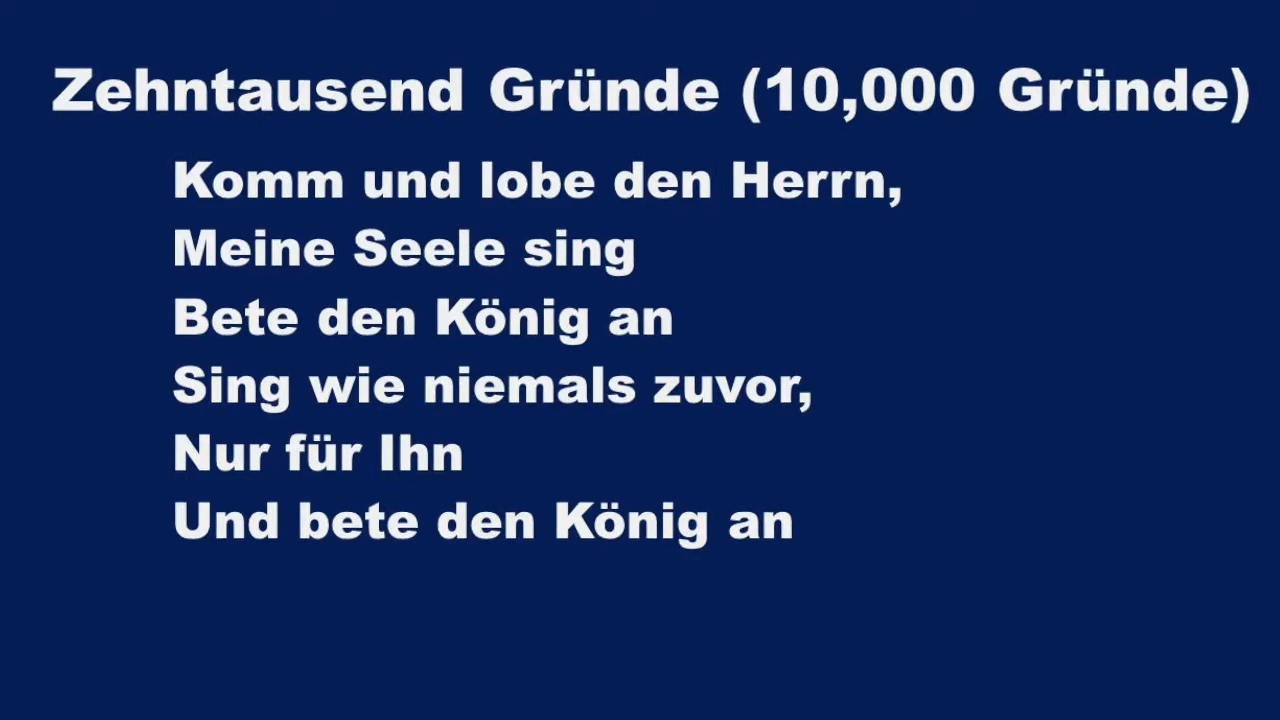 Zehntausend Gründe (10,000 Gründe)
Komm und lobe den Herrn,
Meine Seele sing
Bete den König an
Sing wie niemals zuvor,
Nur für Ihn
Und bete den König an